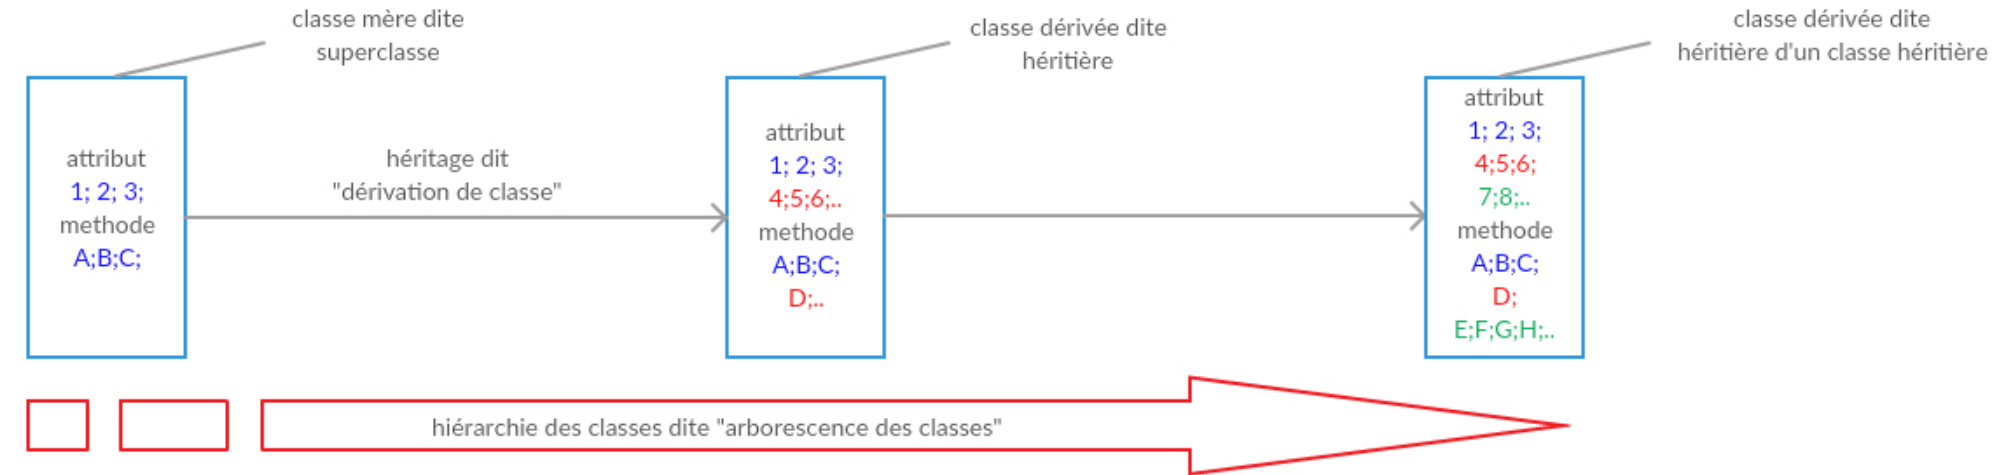 classe mère dite
superclasse
classe dérivée dite
héritière
classe dérivée dite
héritière d'un classe héritière
attribut
1; 2; 3;
methode
A;B;C;
héritage dit
"dérivation de classe"
attribut
1; 2; 3;
4;5;6;..
methode
A;B;C;
D;..
attribut
1; 2; 3;
4;5;6;
7;8;..
methode
A;B;C;
D;
E;F;G;H;..
hiérarchie des classes dite "arborescence des classes"